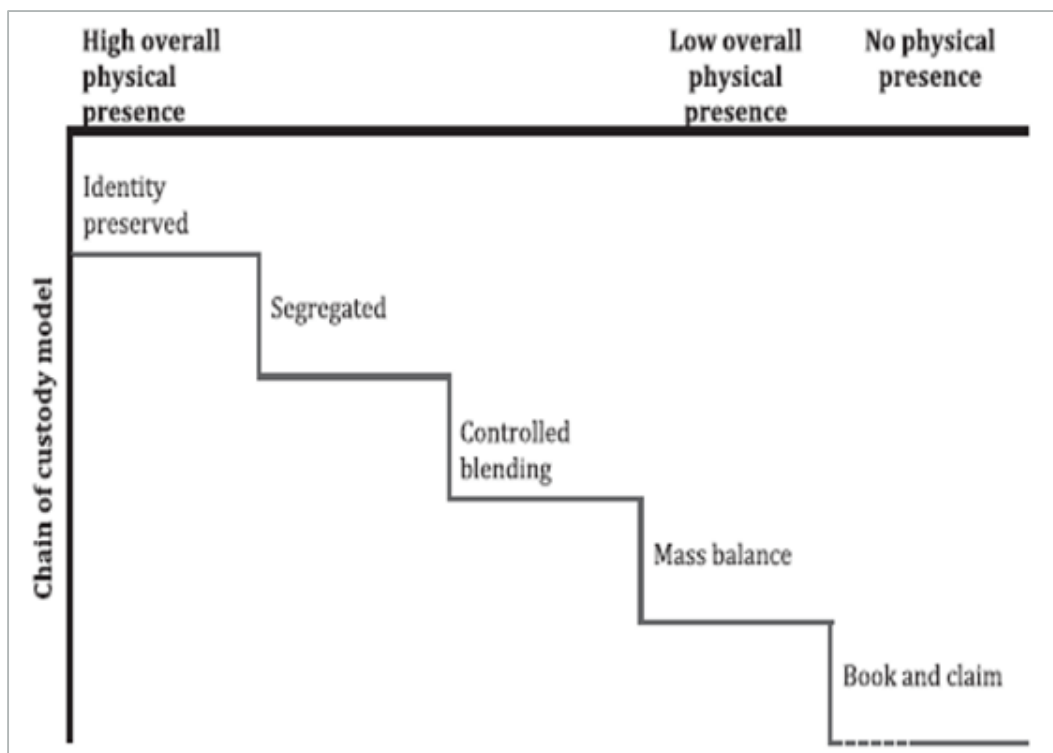 High overall
physical
presence
Low overall
physical
presence
No physical
presence
Chain of custody model
Identity
preserved
Segregated
Controlled
blending
Mass balance
Book and claim